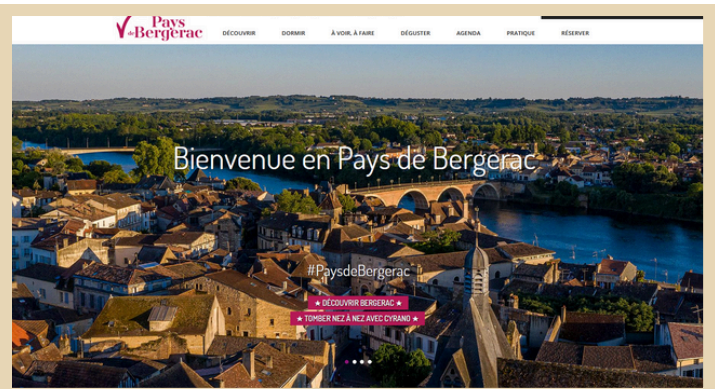 Pays
de Bergerac
DÉCOUVRIR DORMIR À VOIR, À FAIRE DÉGUSTER AGENDA PRATIQUE RÉSERVER
Bienvenue en Pays de Bergerac
#PaysdeBergerac
★ DÉCOUVRIR BERGERAC ★
★ TOMBER NEZ À NEZ AVEC CYRANO ★